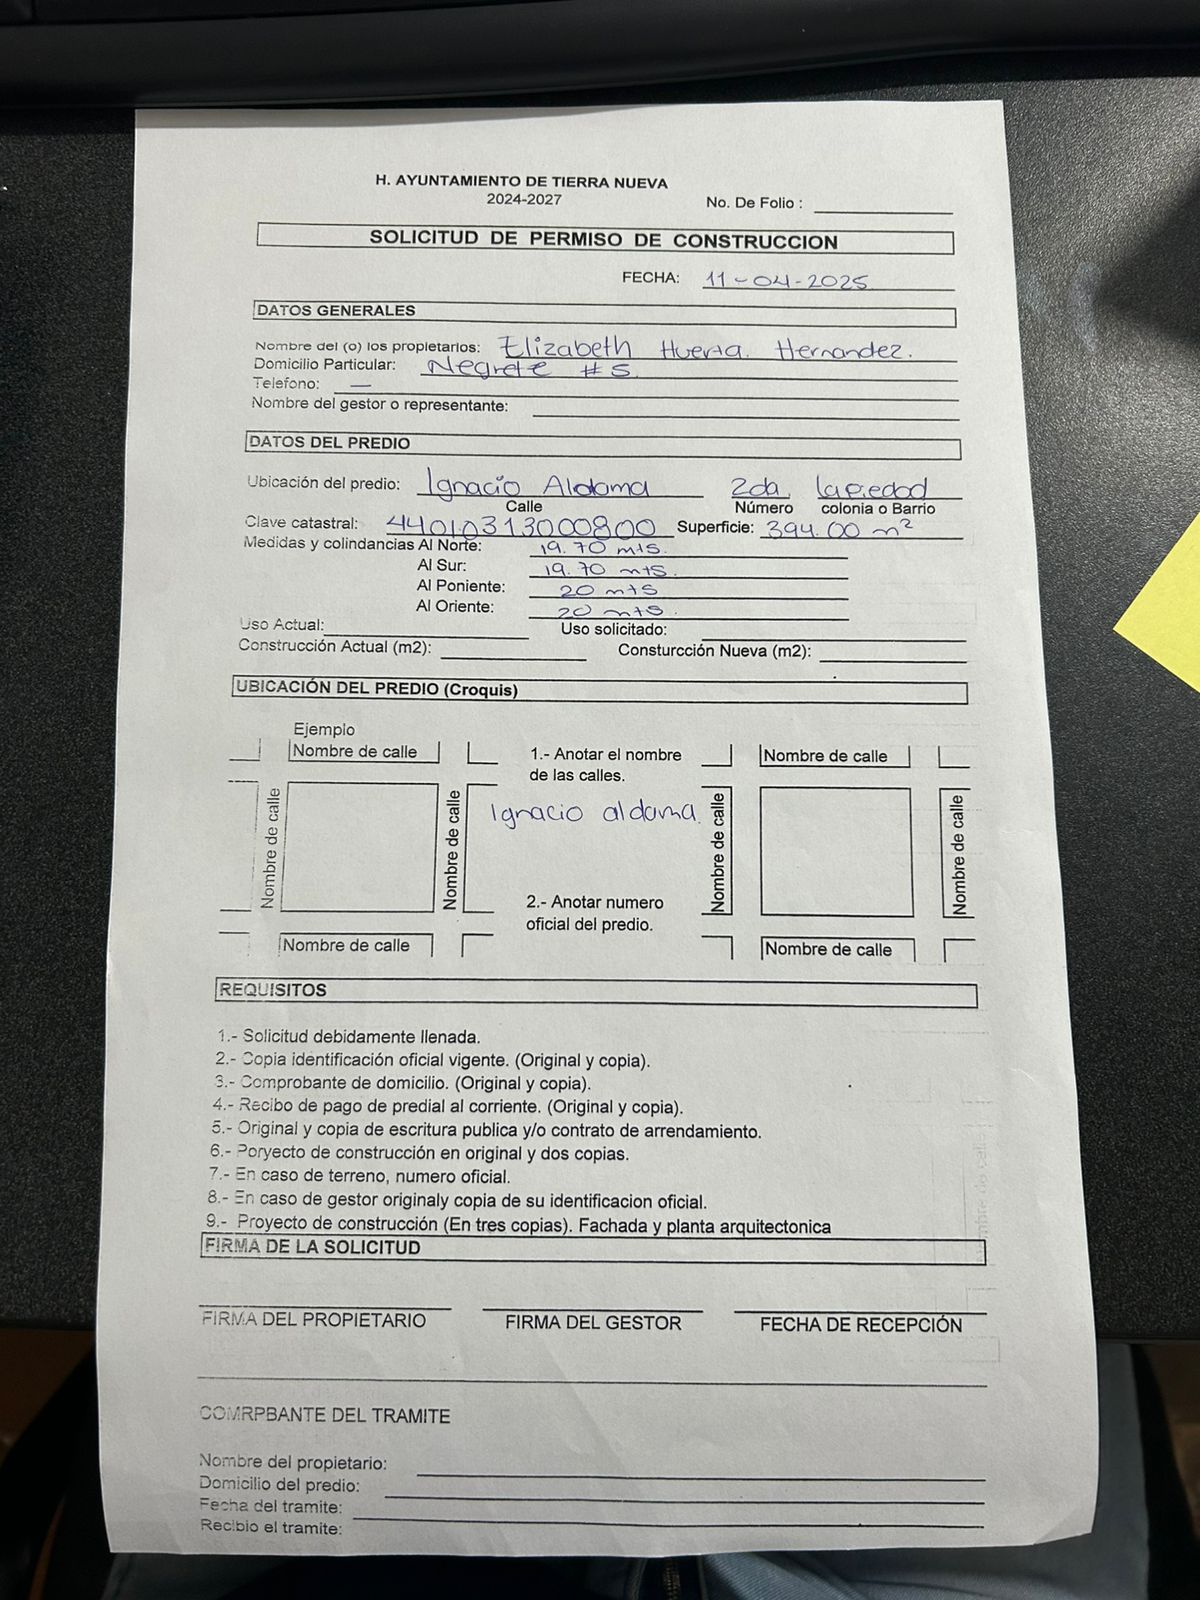 H. AYUNTAMIENTO DE TIERRA NUEVA
2024-2027
No. De Folio :
SOLICITUD DE PERMISO DE CONSTRUCCION
FECHA: 11-04-2025
DATOS GENERALES
Nombre del (o) los propietarios: Elizabeth Huerta Hernandez.
Domicilio Particular: Negrete #5
Telefono: —
Nombre del gestor o representante:
DATOS DEL PREDIO
Ubicación del predio: Ignacio Aldama 2da. la Piedad
Calle Número colonia o Barrio
Clave catastral: 44010313000800 Superficie: 394.00 m²
Medidas y colindancias Al Norte: 19.70 mts.
Al Sur: 19.70 mts.
Al Poniente: 20 mts
Al Oriente: 20 mts.
Uso Actual: Uso solicitado:
Construcción Actual (m2): Consturcción Nueva (m2):
UBICACIÓN DEL PREDIO (Croquis)
Ejemplo
Nombre de calle
Nombre de calle
Nombre de calle
Nombre de calle
1.- Anotar el nombre
de las calles.
Ignacio aldama
2.- Anotar numero
oficial del predio.
Nombre de calle
Nombre de calle
Nombre de calle
Nombre de calle
REQUISITOS
1.- Solicitud debidamente llenada.
2.- Copia identificación oficial vigente. (Original y copia).
3.- Comprobante de domicilio. (Original y copia).
4.- Recibo de pago de predial al corriente. (Original y copia).
5.- Original y copia de escritura publica y/o contrato de arrendamiento.
6.- Poryecto de construcción en original y dos copias.
7.- En caso de terreno, numero oficial.
8.- En caso de gestor originaly copia de su identificacion oficial.
9.- Proyecto de construcción (En tres copias). Fachada y planta arquitectonica
FIRMA DE LA SOLICITUD
FIRMA DEL PROPIETARIO FIRMA DEL GESTOR FECHA DE RECEPCIÓN
COMRPBANTE DEL TRAMITE
Nombre del propietario:
Domicilio del predio:
Fecha del tramite:
Recibio el tramite: